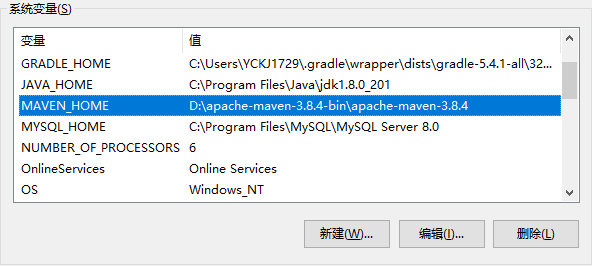 系统变量(S)
变量 值
GRADLE_HOME C:\Users\YCKJ1729\.gradle\wrapper\dists\gradle-5.4.1-all\32...
JAVA_HOME C:\Program Files\Java\jdk1.8.0_201
MAVEN_HOME D:\apache-maven-3.8.4-bin\apache-maven-3.8.4
MYSQL_HOME C:\Program Files\MySQL\MySQL Server 8.0
NUMBER_OF_PROCESSORS 6
OnlineServices Online Services
OS Windows_NT
新建(W)... 编辑(I)... 删除(L)